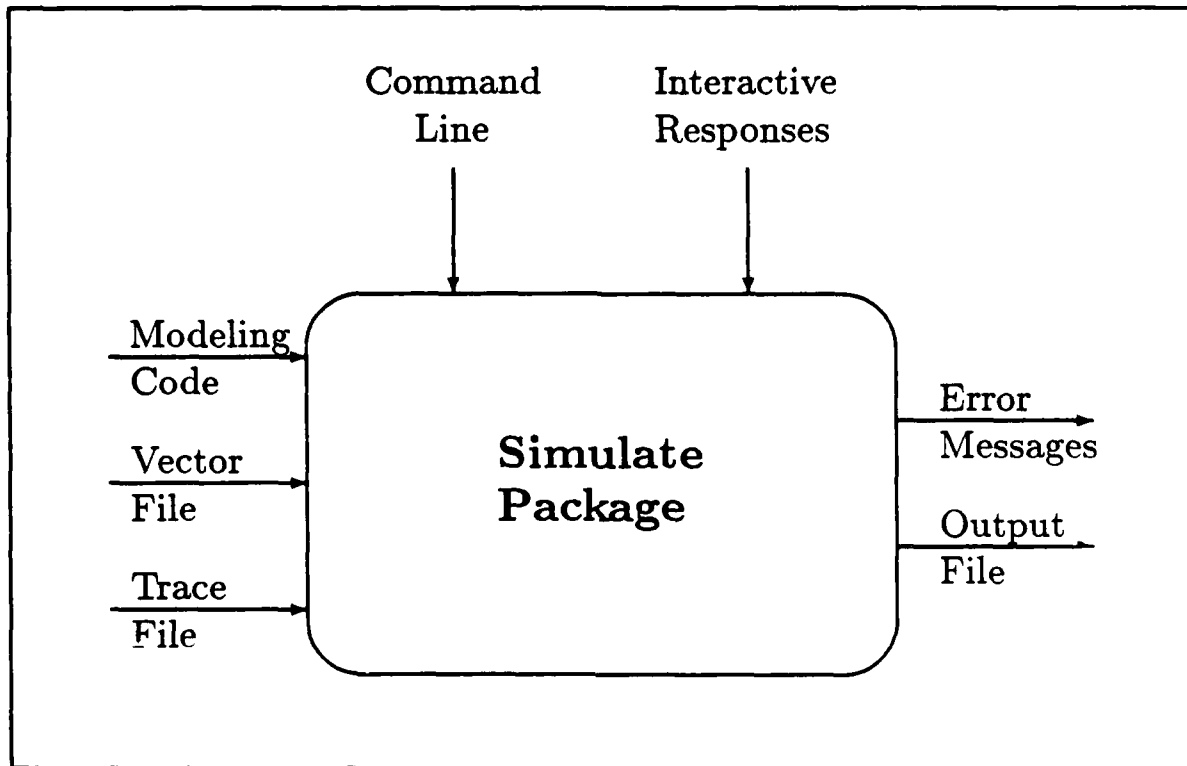 Command
Line
Interactive
Responses
Modeling
Code
Vector
File
Trace
File
Simulate
Package
Error
Messages
Output
File